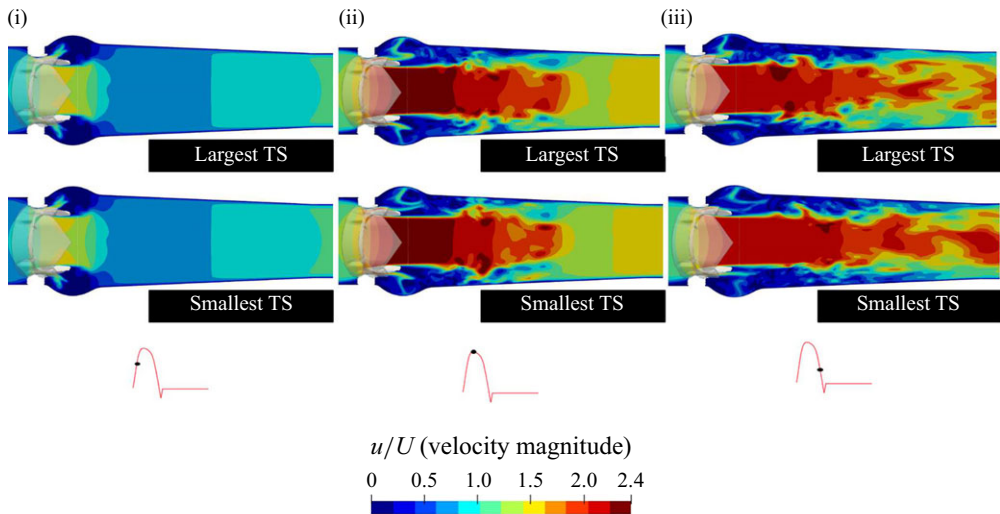 (i) (ii) (iii)
Largest TS Largest TS Largest TS
Smallest TS Smallest TS Smallest TS
u/U (velocity magnitude)
0 0.5 1.0 1.5 2.0 2.4